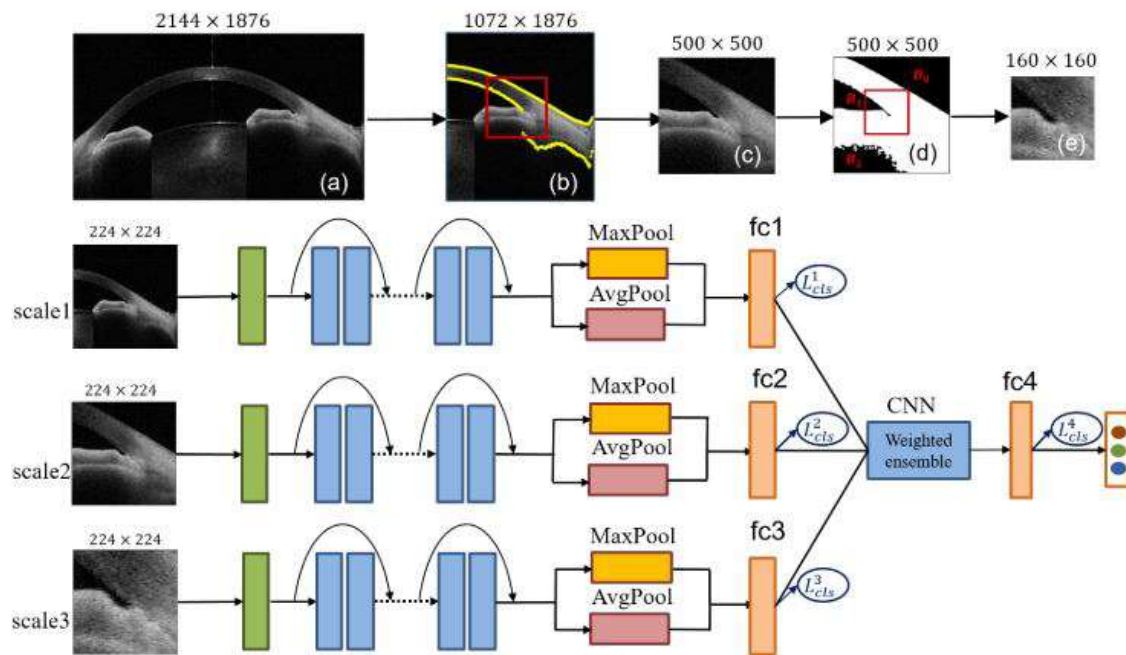 2144 × 1876
1072 × 1876
500 × 500
500 × 500
160 × 160
(a)
(b)
(c)
(d)
(e)
224 × 224
scale1
MaxPool
AvgPool
fc1
L¹cls
224 × 224
scale2
MaxPool
AvgPool
fc2
L²cls
CNN
Weighted
ensemble
fc4
L⁴cls
224 × 224
scale3
MaxPool
AvgPool
fc3
L³cls